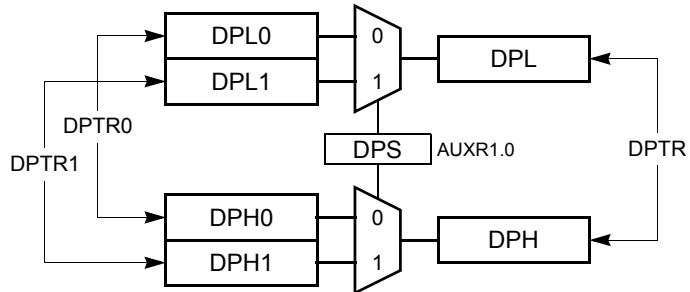 DPL0
0
DPL
DPL1
1
DPTR0
DPTR1
DPS
AUXR1.0
DPTR
DPH0
0
DPH
DPH1
1